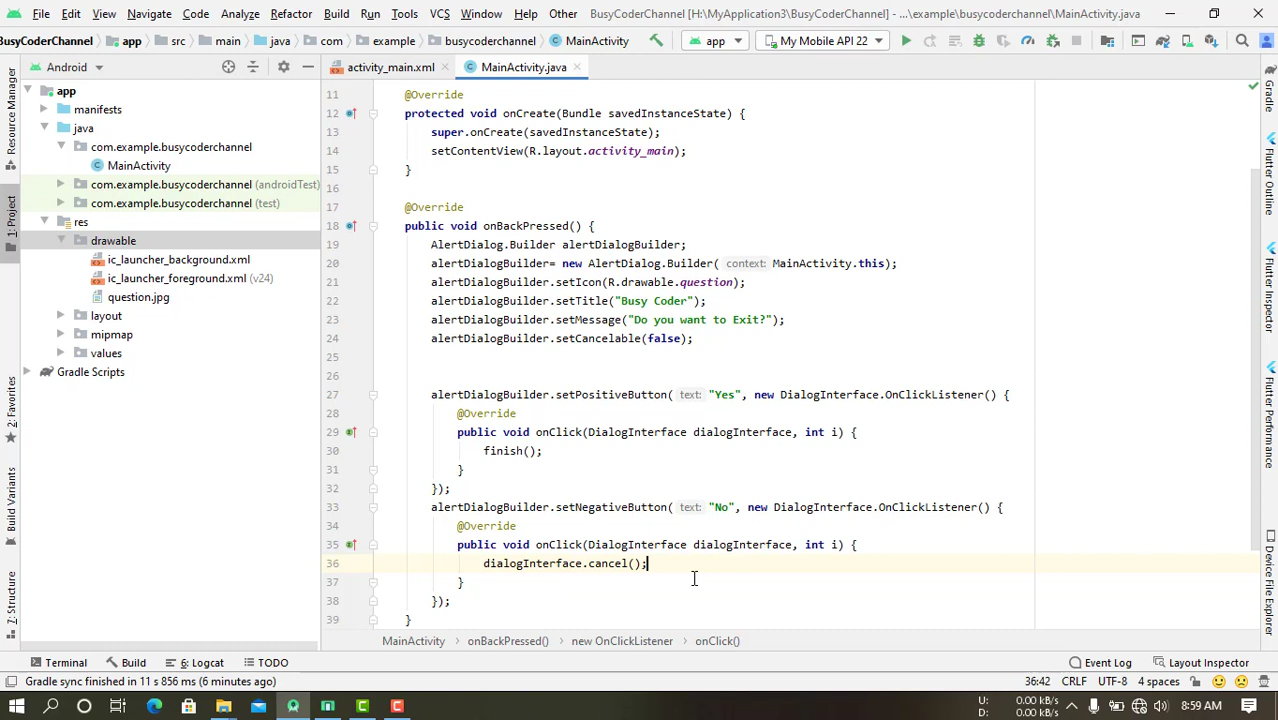 File Edit View Navigate Code Analyze Refactor Build Run Tools VCS Window Help Other BusyCoderChannel [H:\MyApplication3\BusyCoderChannel] - ...\example\busycoderchannel\MainActivity.java
BusyCoderChannel app src main java com example busycoderchannel MainActivity app My Mobile API 22
Android
activity_main.xml MainActivity.java
app
manifests
java
com.example.busycoderchannel
MainActivity
com.example.busycoderchannel (androidTest)
com.example.busycoderchannel (test)
res
drawable
ic_launcher_background.xml
ic_launcher_foreground.xml (v24)
question.jpg
layout
mipmap
values
Gradle Scripts
Resource Manager
1: Project
2: Favorites
Build Variants
7: Structure
11 @Override
12 protected void onCreate(Bundle savedInstanceState) {
13 super.onCreate(savedInstanceState);
14 setContentView(R.layout.activity_main);
15 }
16
17 @Override
18 public void onBackPressed() {
19 AlertDialog.Builder alertDialogBuilder;
20 alertDialogBuilder= new AlertDialog.Builder( context: MainActivity.this);
21 alertDialogBuilder.setIcon(R.drawable.question);
22 alertDialogBuilder.setTitle("Busy Coder");
23 alertDialogBuilder.setMessage("Do you want to Exit?");
24 alertDialogBuilder.setCancelable(false);
25
26
27 alertDialogBuilder.setPositiveButton( text: "Yes", new DialogInterface.OnClickListener() {
28 @Override
29 public void onClick(DialogInterface dialogInterface, int i) {
30 finish();
31 }
32 });
33 alertDialogBuilder.setNegativeButton( text: "No", new DialogInterface.OnClickListener() {
34 @Override
35 public void onClick(DialogInterface dialogInterface, int i) {
36 dialogInterface.cancel();
37 }
38 });
39 }
MainActivity onBackPressed() new OnClickListener onClick()
Gradle
Flutter Outline
Flutter Inspector
Flutter Performance
Device File Explorer
Terminal Build 6: Logcat TODO Event Log Layout Inspector
Gradle sync finished in 11 s 856 ms (6 minutes ago) 36:42 CRLF UTF-8 4 spaces
U: 0.00 kB/s
D: 0.00 kB/s
8:59 AM